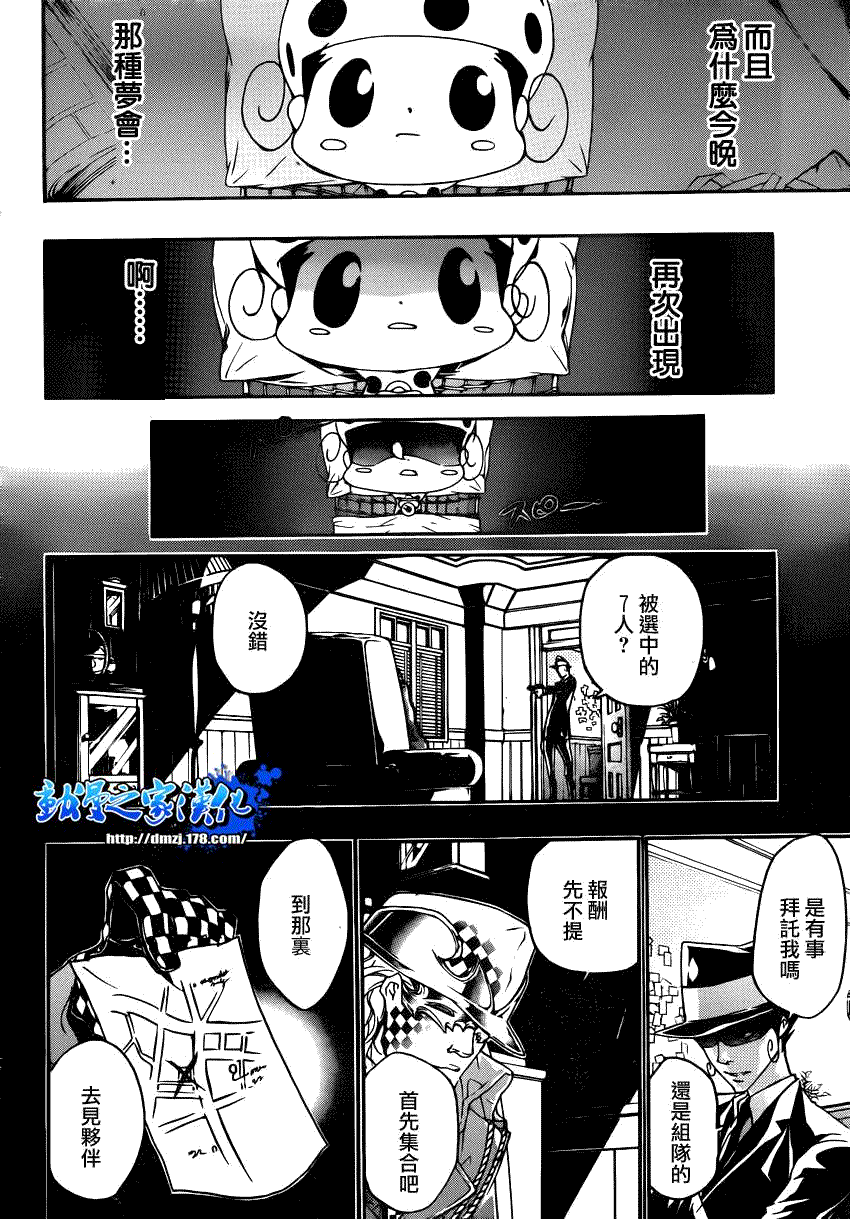 而且
為什麼今晚
那種夢會…
再次出現
啊……
被選中的
7人?
沒錯
動漫之家漢化
http://dmzj.178.com/
是有事
拜託我嗎
還是組隊的
報酬
先不提
首先集合吧
到那裏
去見夥伴